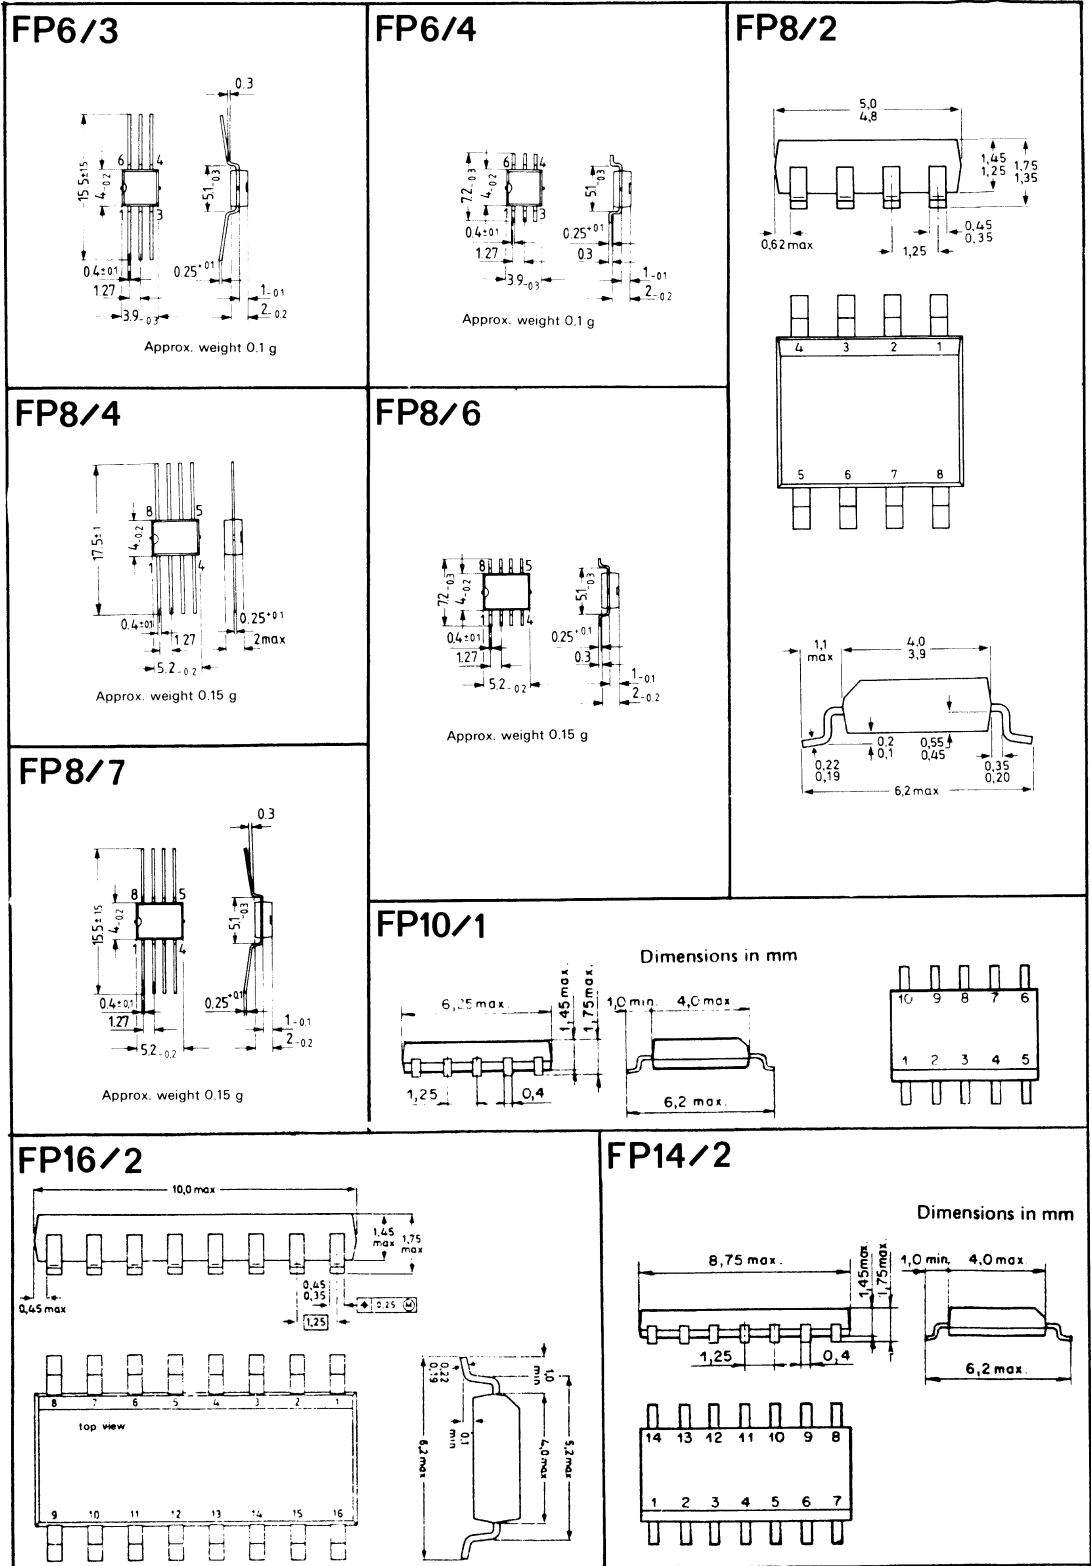 FP6/3
0.3
6 4
15.5±1.5
4-0.2
5.1-0.3
1 3
0.4±0.1
0.25+0.1
1.27
1-0.1
3.9-0.3
2-0.2
Approx. weight 0.1 g
FP6/4
6 4
7.2-0.3
4-0.2
5.1-0.3
1 3
0.4±0.1
0.25+0.1
1.27
0.3
3.9-0.3
1-0.1
2-0.2
Approx. weight 0.1 g
FP8/2
5,0
4,8
1,45
1,25
1,75
1,35
0,62 max
1,25
0,45
0,35
4 3 2 1
5 6 7 8
1,1
max
4,0
3,9
0,2
0,1
0,55
0,45
0,22
0,19
0,35
0,20
6,2 max
FP8/4
8 5
17.5±1
4-0.2
1 4
0.4±0.1
0.25+0.1
1.27
2 max
5.2-0.2
Approx. weight 0.15 g
FP8/6
8 5
7.2-0.3
4-0.2
5.1-0.3
1 4
0.4±0.1
0.25+0.1
1.27
0.3
5.2-0.2
1-0.1
2-0.2
Approx. weight 0.15 g
FP8/7
0.3
8 5
15.5±1.5
4-0.2
5.1-0.3
1 4
0.4±0.1
0.25+0.1
1.27
1-0.1
5.2-0.2
2-0.2
Approx. weight 0.15 g
FP10/1
Dimensions in mm
6,25 max.
1,45 max.
1,75 max.
1,0 min.
4,0 max.
1,25
0,4
6,2 max.
10 9 8 7 6
1 2 3 4 5
FP16/2
10,0 max
1,45
max
1,75
max
0,45 max
0,45
0,35
0,25 M
1,25
8 7 6 5 4 3 2 1
top view
9 10 11 12 13 14 15 16
0,22
0,19
1,0
min
0,1
min
6,2 max
4,0 max
5,2 max
FP14/2
Dimensions in mm
8,75 max.
1,45 max.
1,75 max.
1,0 min.
4,0 max.
1,25
0,4
6,2 max.
14 13 12 11 10 9 8
1 2 3 4 5 6 7